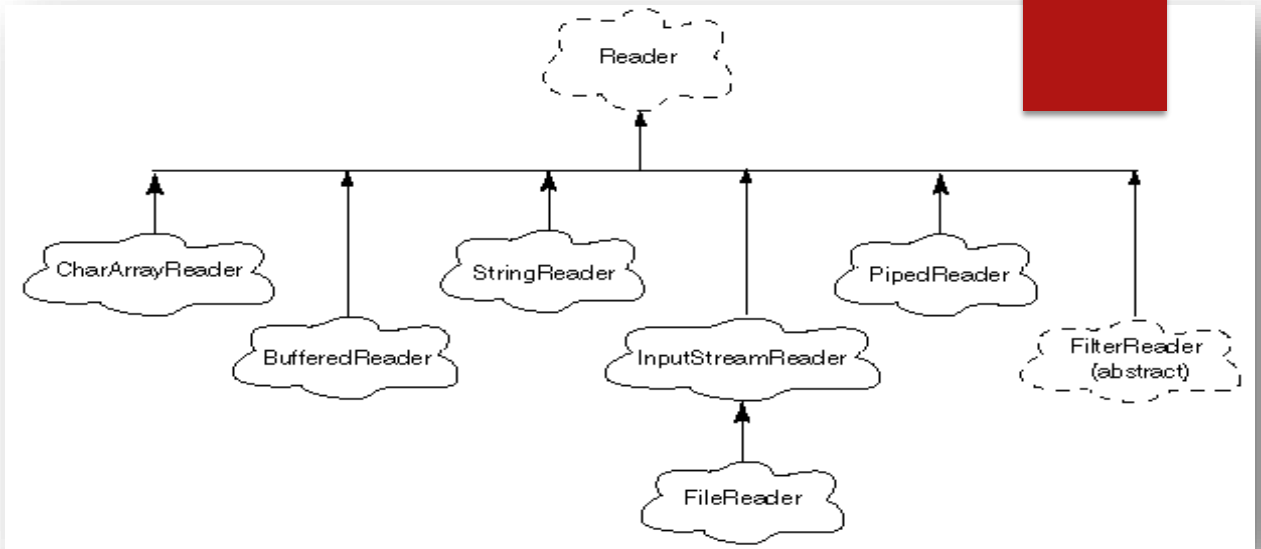 Reader
CharArrayReader
StringReader
PipedReader
BufferedReader
InputStreamReader
FilterReader
(abstract)
FileReader